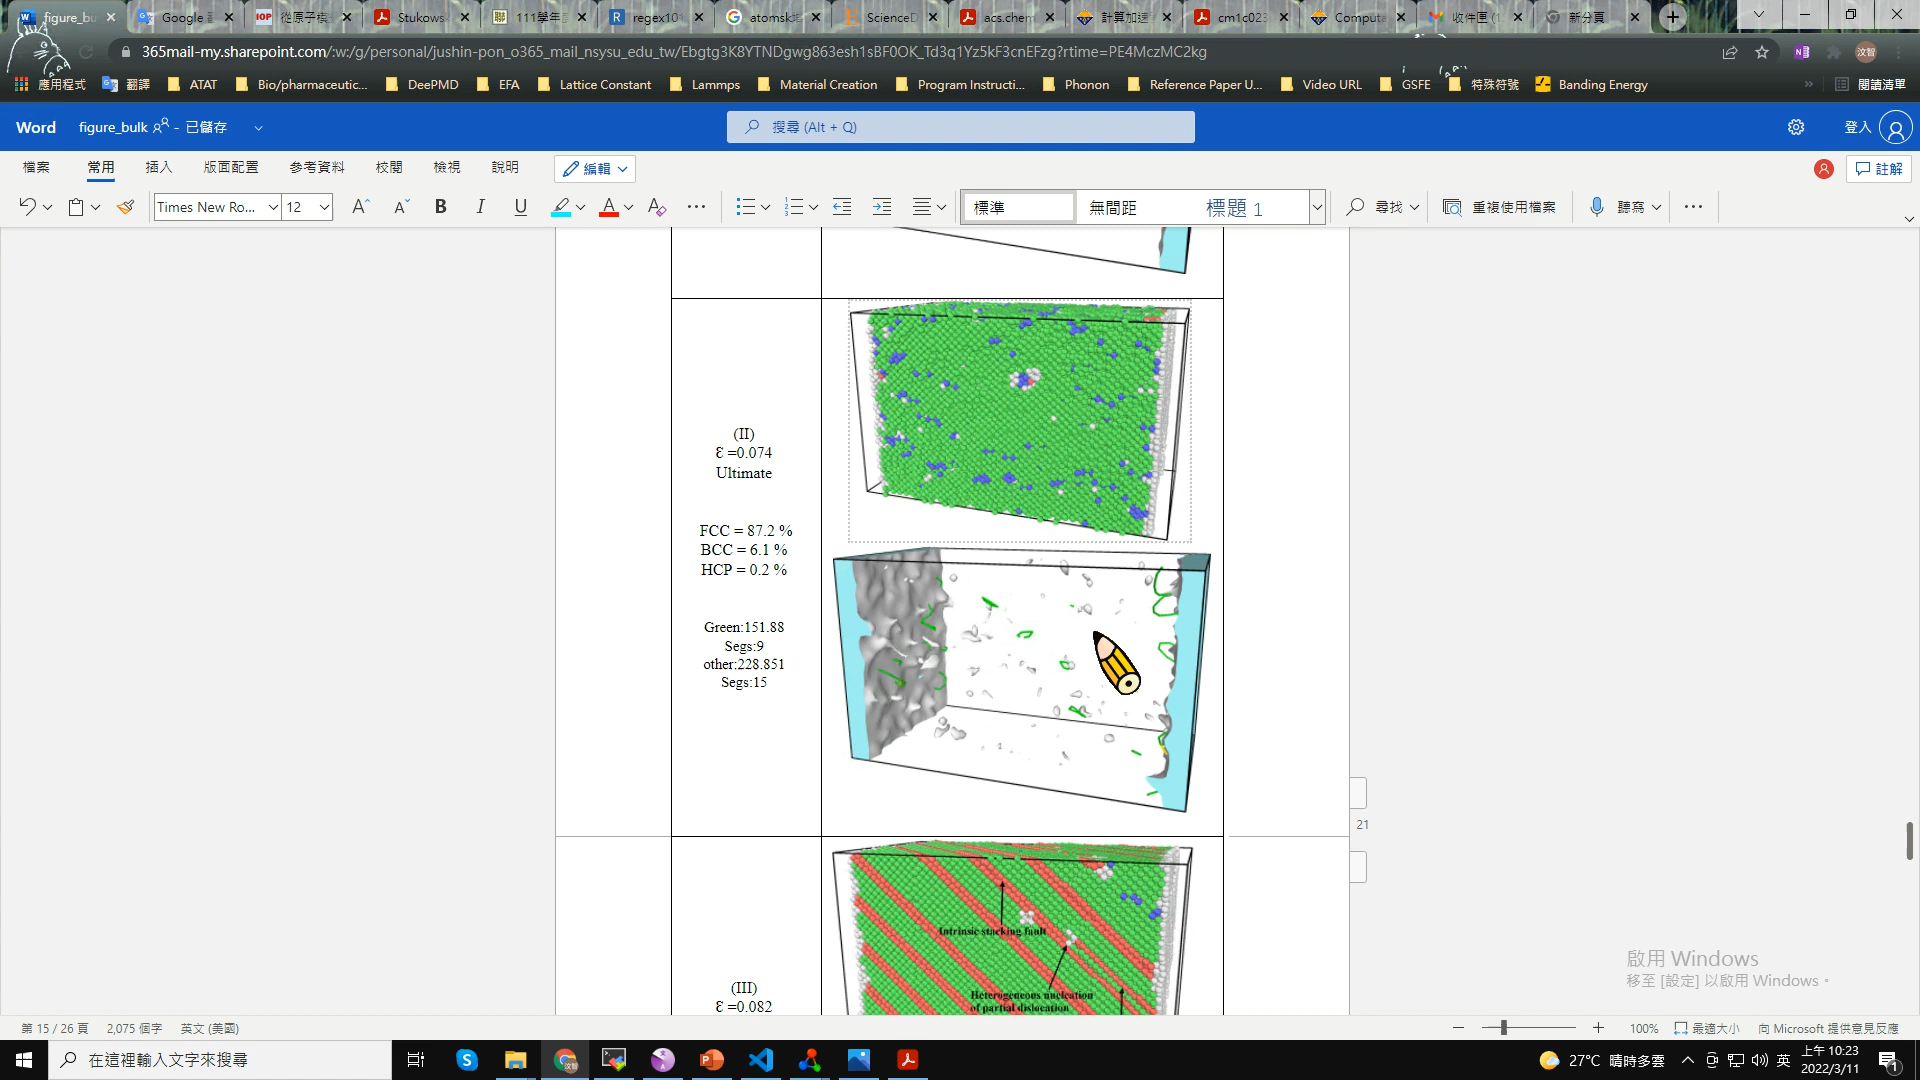 figure_bu
Google
IOP 從原子模
Stukows
111學年
regex101
atomsk
ScienceD
acs.chem
計算加速
cm1c023
Compute
收件匣 (1
新分頁
365mail-my.sharepoint.com/:w:/g/personal/jushin-pon_o365_mail_nsysu_edu_tw/Ebgtg3K8YTNDgwg863esh1sBF0OK_Td3q1Yz5kF3cnEFzg?rtime=PE4MczMC2kg
應用程式 翻譯 ATAT Bio/pharmaceutic... DeePMD EFA Lattice Constant Lammps Material Creation Program Instructi... Phonon Reference Paper U... Video URL GSFE 特殊符號 Banding Energy » 閱讀清單
Word figure_bulk - 已儲存 搜尋 (Alt + Q) 登入
檔案 常用 插入 版面配置 參考資料 校閱 檢視 說明 編輯 註解
Times New Ro... 12 A A B I U A A ... 標準 無間距 標題 1 尋找 重複使用檔案 聽寫 ...
(II)
Ɛ =0.074
Ultimate
FCC = 87.2 %
BCC = 6.1 %
HCP = 0.2 %
Green:151.88
Segs:9
other:228.851
Segs:15
21
Intrinsic stacking fault
Heterogeneous nucleation
of partial dislocation
(III)
Ɛ =0.082
啟用 Windows
移至 [設定] 以啟用 Windows。
第 15 / 26 頁 2,075 個字 英文 (美國) 100% 最適大小 向 Microsoft 提供意見反應
在這裡輸入文字來搜尋
27°C 晴時多雲 英 上午 10:23
2022/3/11
1